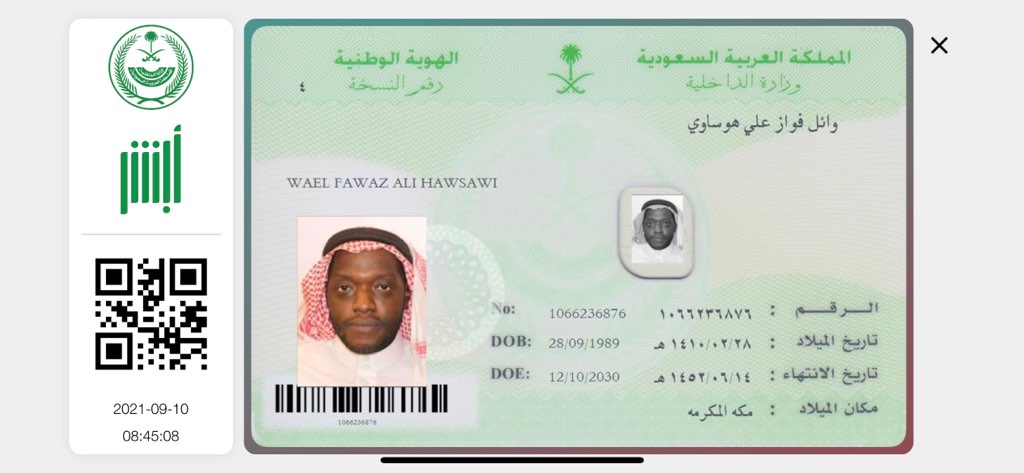 أبشر
2021-09-10
08:45:08
المملكة العربية السعودية
وزارة الداخلية
الهوية الوطنية
رقم النسخة
٤
وائل فواز علي هوساوي
WAEL FAWAZ ALI HAWSAWI
الـــرقـــم : ١٠٦٦٢٣٦٨٧٦ 1066236876 No:
تاريخ الميلاد : ١٤١٠/٠٢/٢٨ هـ 28/09/1989 DOB:
تاريخ الانتهاء : ١٤٥٢/٠٦/١٤ هـ 12/10/2030 DOE:
مكان الميلاد : مكه المكرمه
1066236876